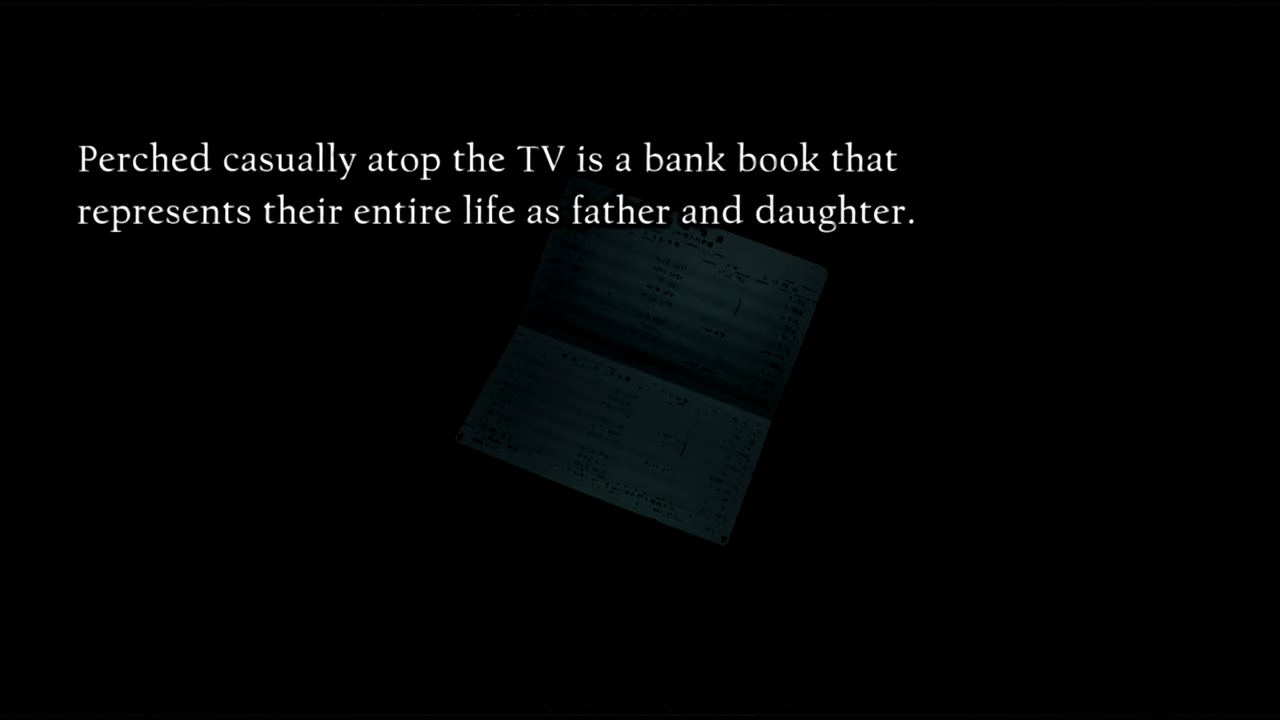 Perched casually atop the TV is a bank book that
represents their entire life as father and daughter.